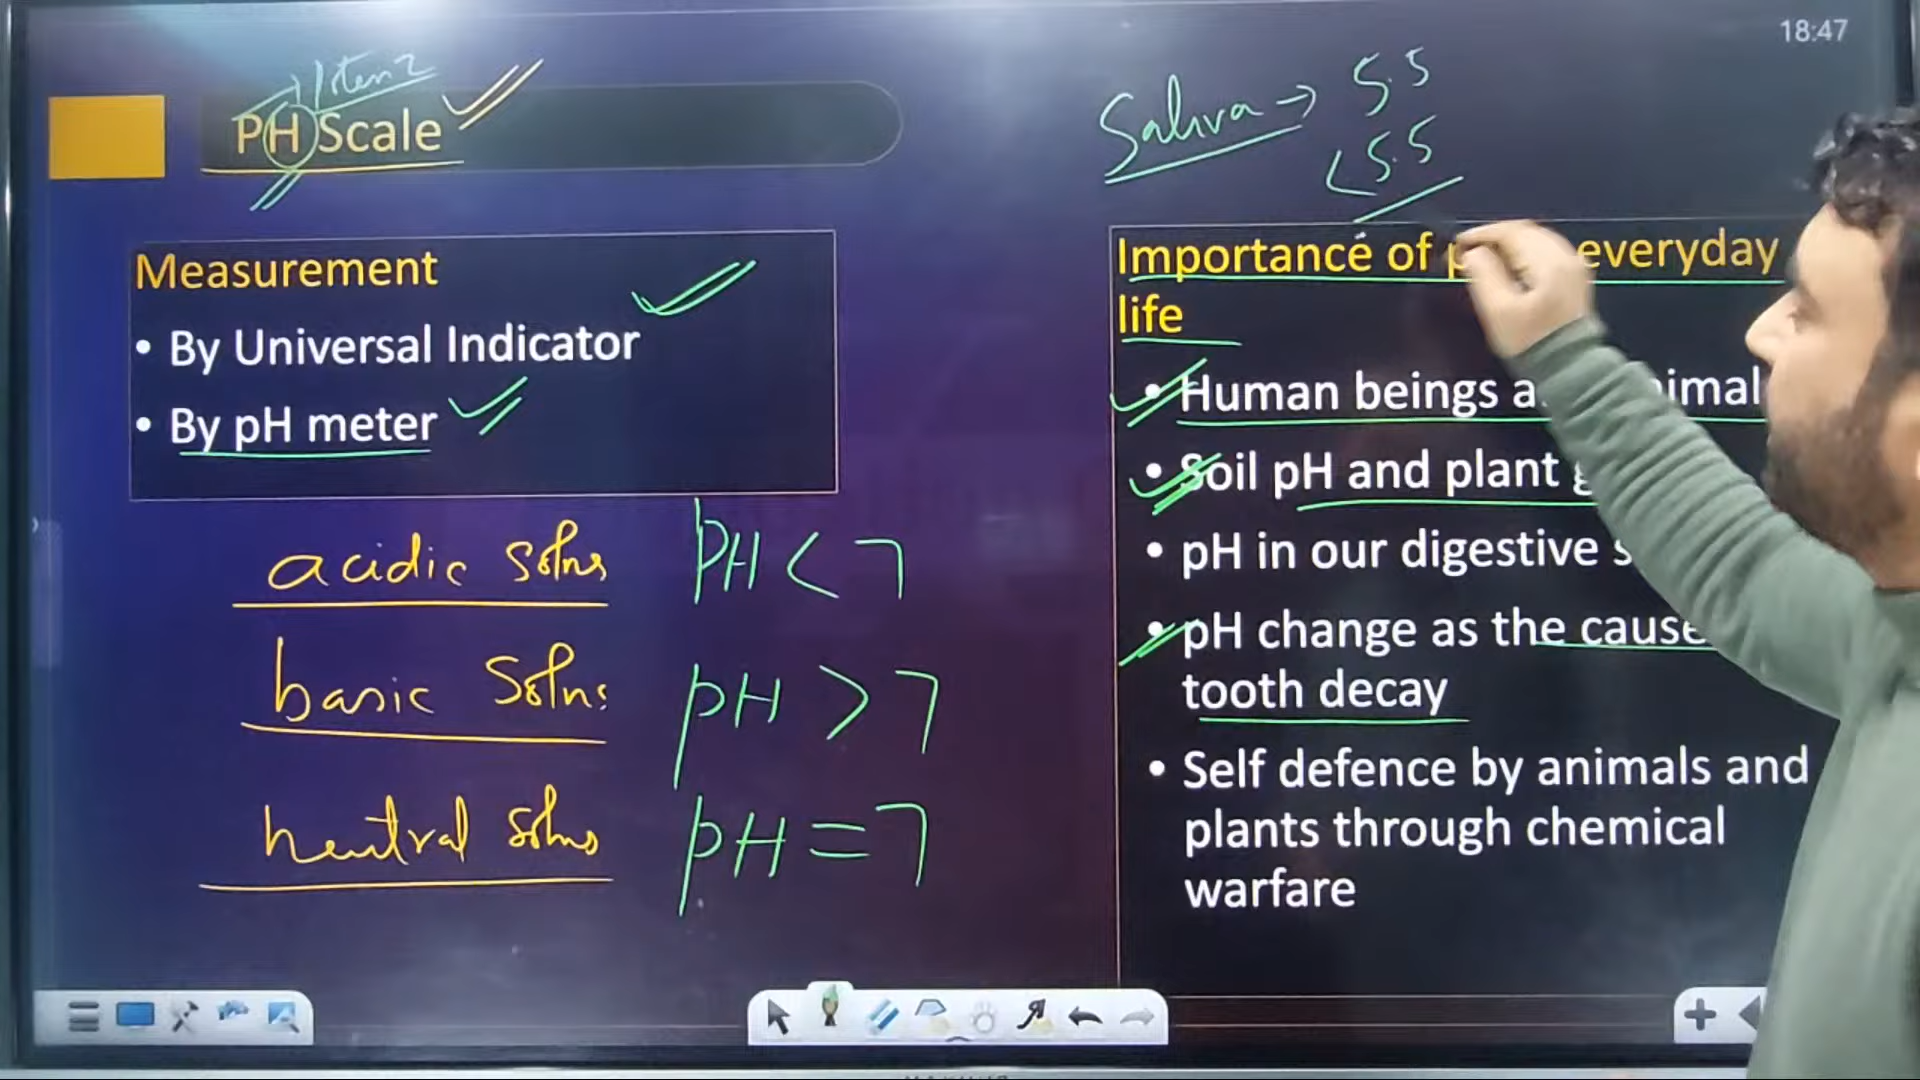 18:47
PH Scale
Saliva → 5.5
< 5.5
Measurement
• By Universal Indicator
• By pH meter
acidic solns PH < 7
basic solns pH > 7
neutral solns pH = 7
Importance of everyday
life
• Human beings
• Soil pH and plant
• pH in our digestive
• pH change as the cause
tooth decay
• Self defence by animals and
plants through chemical
warfare